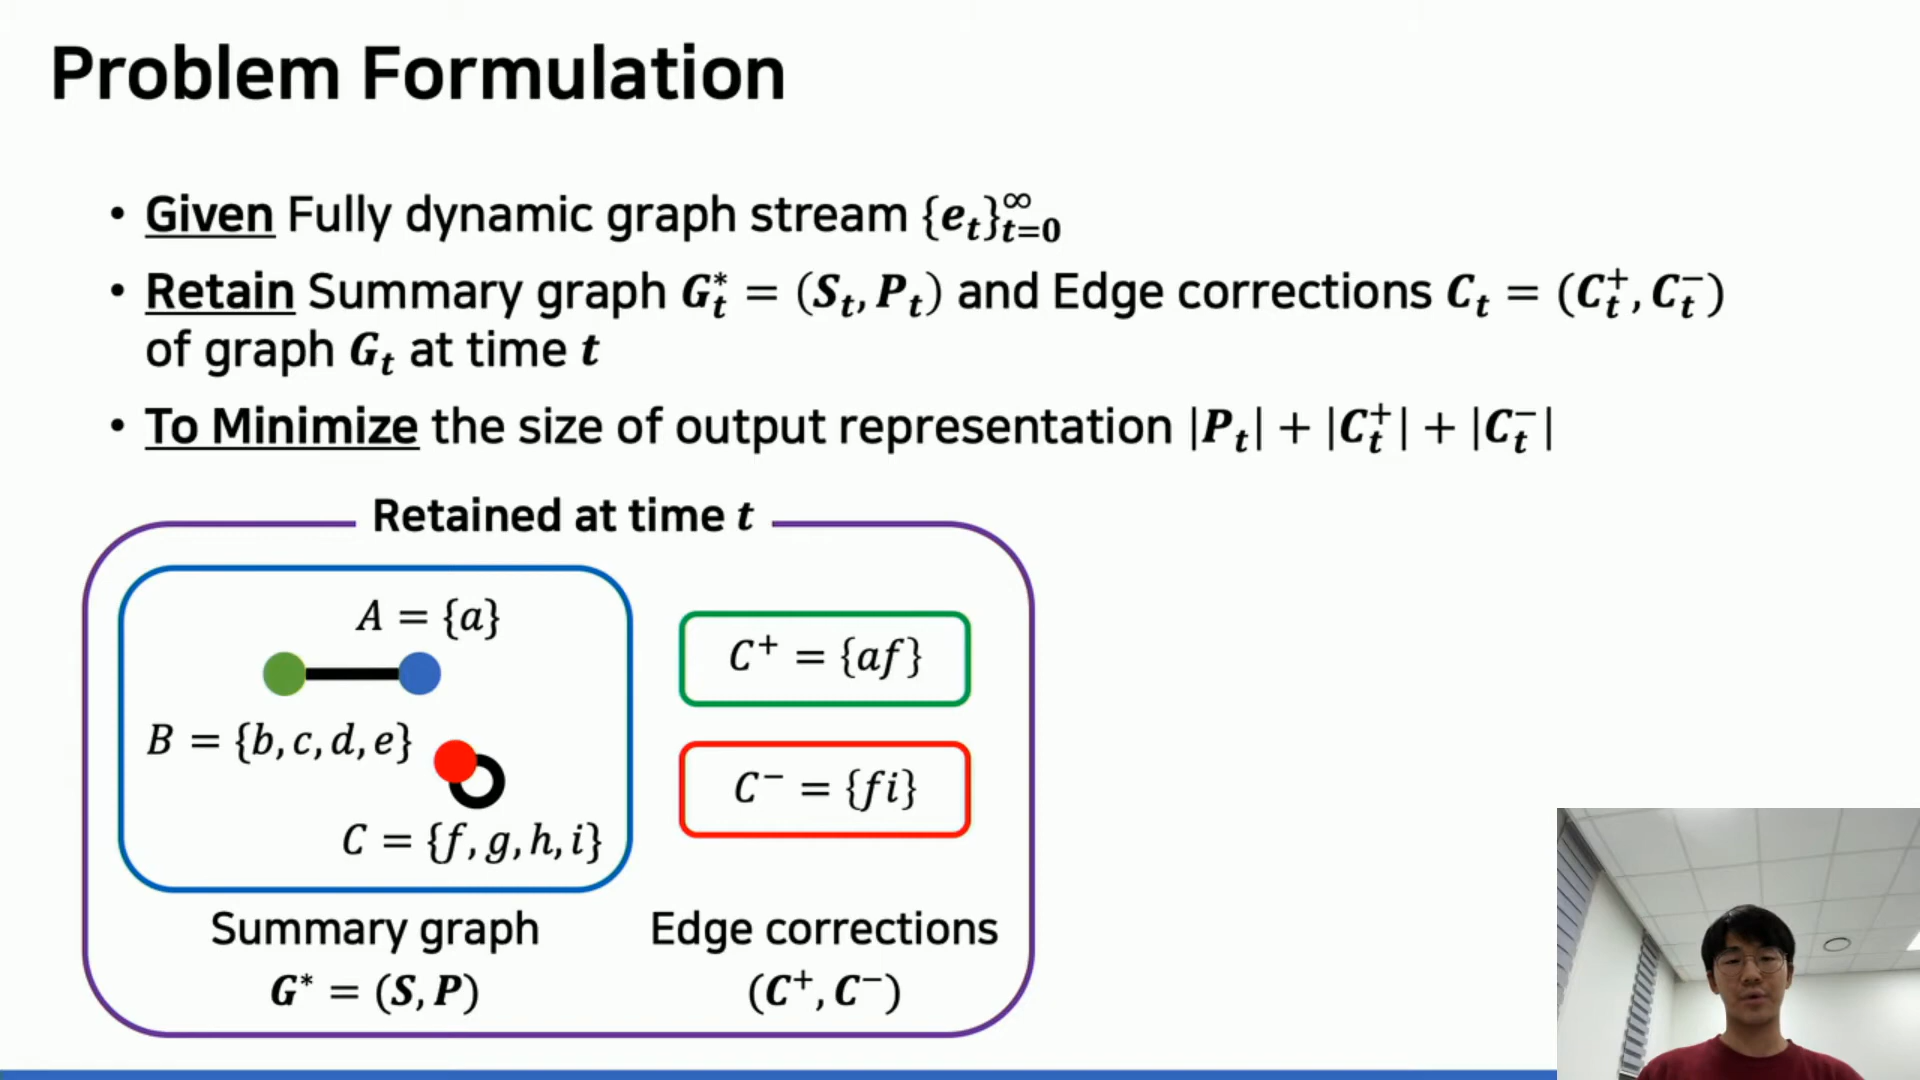 Problem Formulation
• Given Fully dynamic graph stream {e_t}_{t=0}^∞
• Retain Summary graph G_t^* = (S_t, P_t) and Edge corrections C_t = (C_t^+, C_t^-)
of graph G_t at time t
• To Minimize the size of output representation |P_t| + |C_t^+| + |C_t^-|
Retained at time t
A = {a}
B = {b, c, d, e}
C = {f, g, h, i}
C^+ = {af}
C^- = {fi}
Summary graph
G^* = (S, P)
Edge corrections
(C^+, C^-)